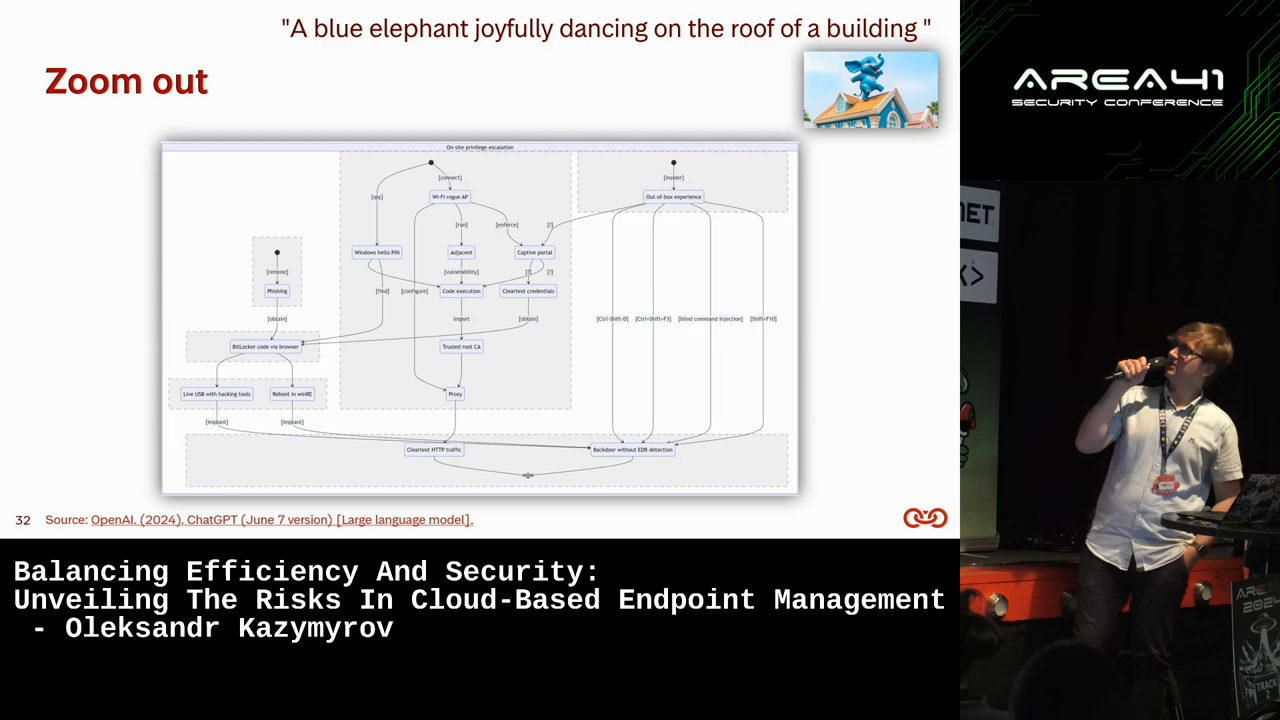 "A blue elephant joyfully dancing on the roof of a building "
Zoom out
On-site privilege escalation
[connect]
[insider]
[spy]
Wi-Fi rogue AP
Out-of-box experience
[run]
[enforce]
[?]
Windows hello PIN
Adjacent
Captive portal
[remote]
[vulnerability]
[?]
[?]
Phishing
[find]
[configure]
Code execution
Cleartext credentials
[obtain]
import
[obtain]
[Ctrl-Shift-D]
[Ctrl+Shift+F3]
[blind command injection]
[Shift+F10]
BitLocker code via browser
Trusted root CA
Live USB with hacking tools
Reboot in winRE
Proxy
[implant]
[implant]
Cleartext HTTP traffic
Backdoor without EDR detection
32
Source: OpenAI. (2024). ChatGPT (June 7 version) [Large language model].
Balancing Efficiency And Security:
Unveiling The Risks In Cloud-Based Endpoint Management
- Oleksandr Kazymyrov
AREA41
SECURITY CONFERENCE
NET
TRACK
2